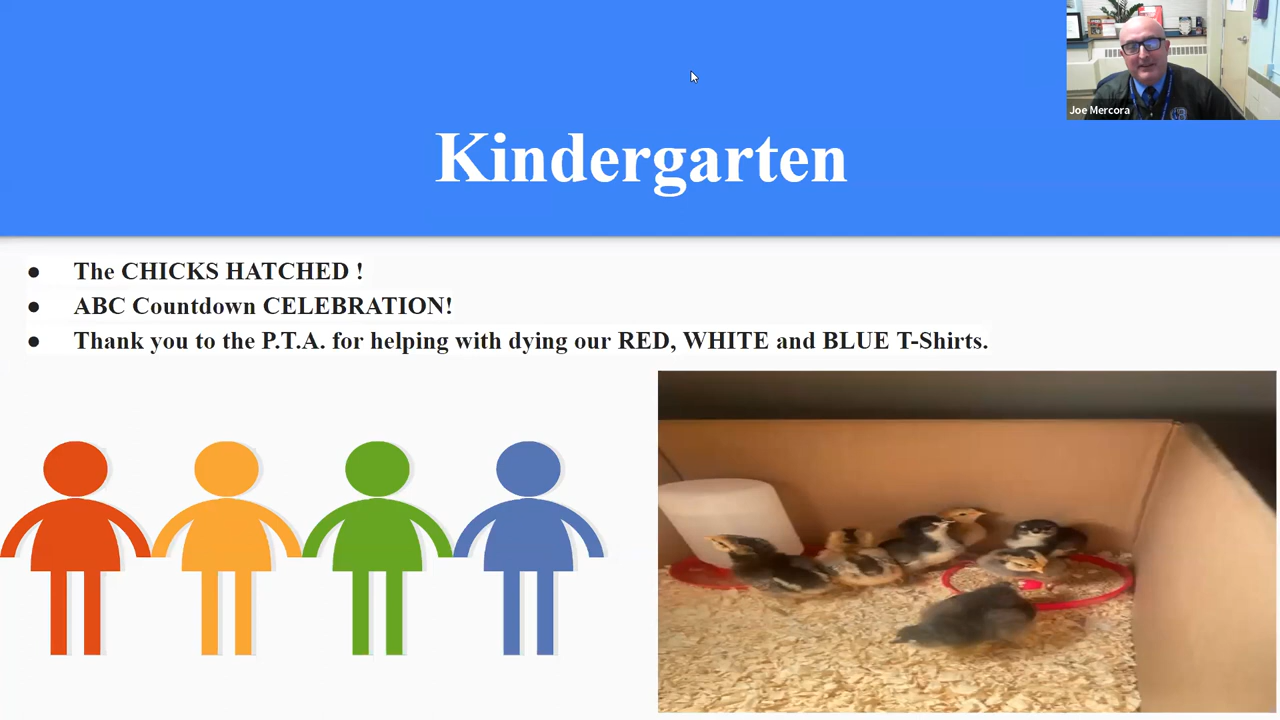 Joe Mercora
Kindergarten
● The CHICKS HATCHED !
● ABC Countdown CELEBRATION!
● Thank you to the P.T.A. for helping with dying our RED, WHITE and BLUE T-Shirts.